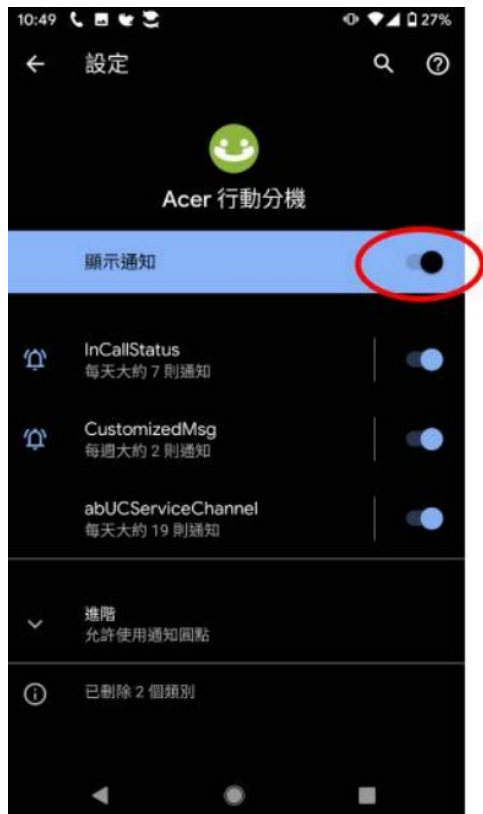 10:49 27%
設定
Acer 行動分機
顯示通知
InCallStatus
每天大約 7 則通知
CustomizedMsg
每週大約 2 則通知
abUCServiceChannel
每天大約 19 則通知
進階
允許使用通知圓點
已刪除 2 個類別